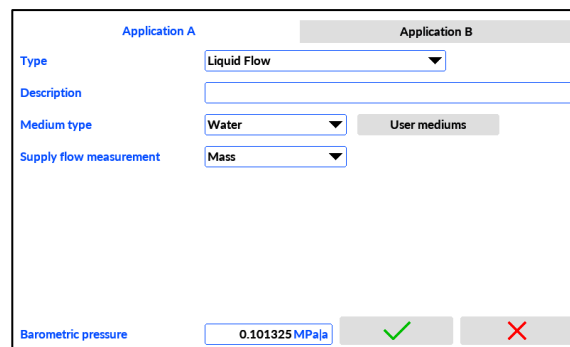 Application A Application B
Type Liquid Flow
Description
Medium type Water User mediums
Supply flow measurement Mass
Barometric pressure 0.101325 MPa|a